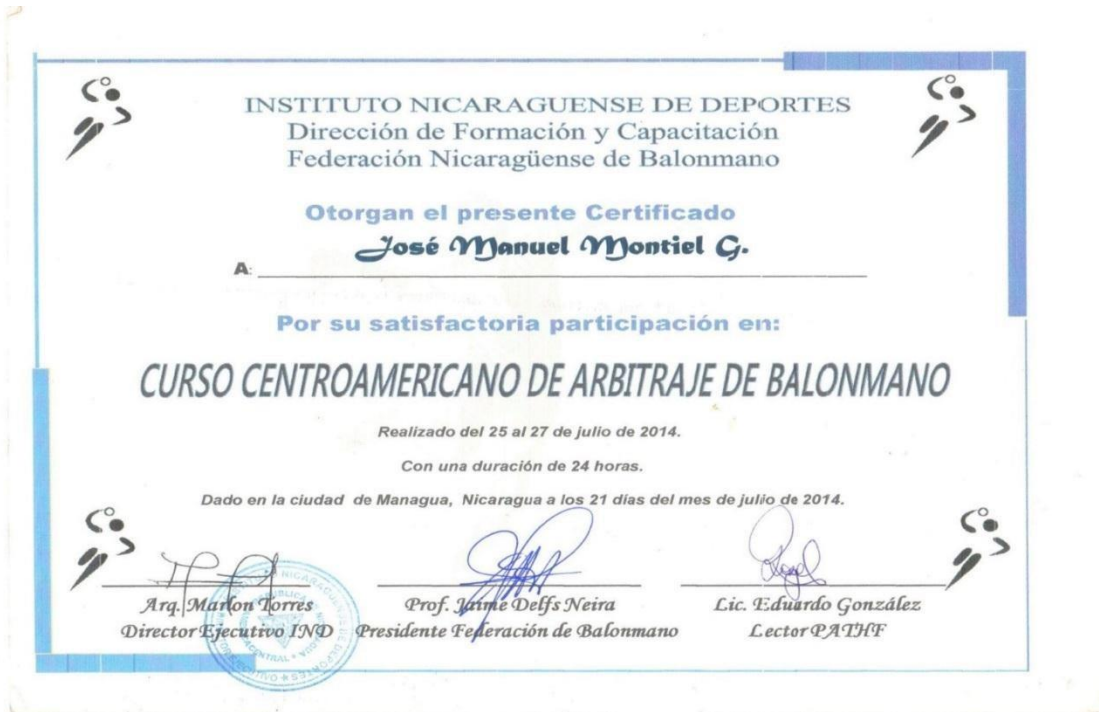 INSTITUTO NICARAGUENSE DE DEPORTES
Dirección de Formación y Capacitación
Federación Nicaragüense de Balonmano
Otorgan el presente Certificado
José Manuel Montiel G.
A:
Por su satisfactoria participación en:
CURSO CENTROAMERICANO DE ARBITRAJE DE BALONMANO
Realizado del 25 al 27 de julio de 2014.
Con una duración de 24 horas.
Dado en la ciudad de Managua, Nicaragua a los 21 días del mes de julio de 2014.
Arq. Marlon Torres
Director Ejecutivo IND
Prof. Jaime Delfs Neira
Presidente Federación de Balonmano
Lic. Eduardo González
Lector PATHF